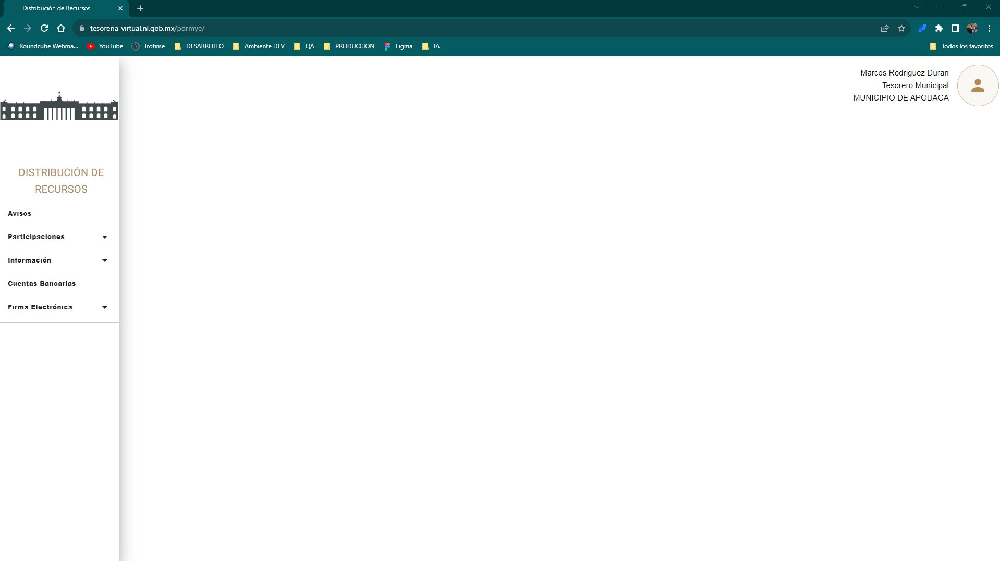 Distribución de Recursos
tesoreria-virtual.nl.gob.mx/pdrmye/
Roundcube Webma... YouTube Trotime DESARROLLO Ambiente DEV QA PRODUCCION Figma IA Todos los favoritos
Marcos Rodriguez Duran
Tesorero Municipal
MUNICIPIO DE APODACA
DISTRIBUCIÓN DE
RECURSOS
Avisos
Participaciones
Información
Cuentas Bancarias
Firma Electrónica